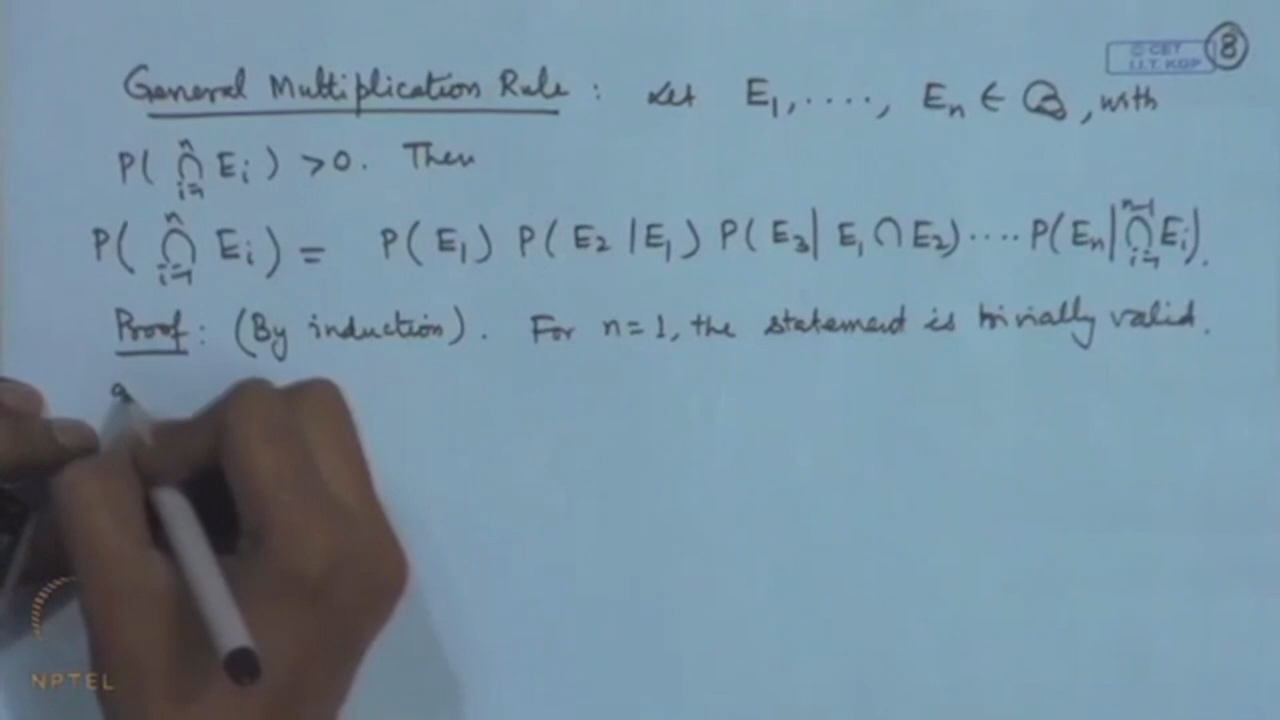 © CET
I.I.T. KGP
8
General Multiplication Rule : Let E₁, ...., Eₙ ∈ ℬ, with
P( ⋂ᵢ₌₁ⁿ Eᵢ ) > 0. Then
P( ⋂ᵢ₌₁ⁿ Eᵢ ) = P( E₁ ) P( E₂ | E₁ ) P( E₃ | E₁ ∩ E₂ ) .... P( Eₙ | ⋂ᵢ₌₁ⁿ⁻¹ Eᵢ ).
Proof : (By induction). For n = 1, the statement is trivially valid.
NPTEL